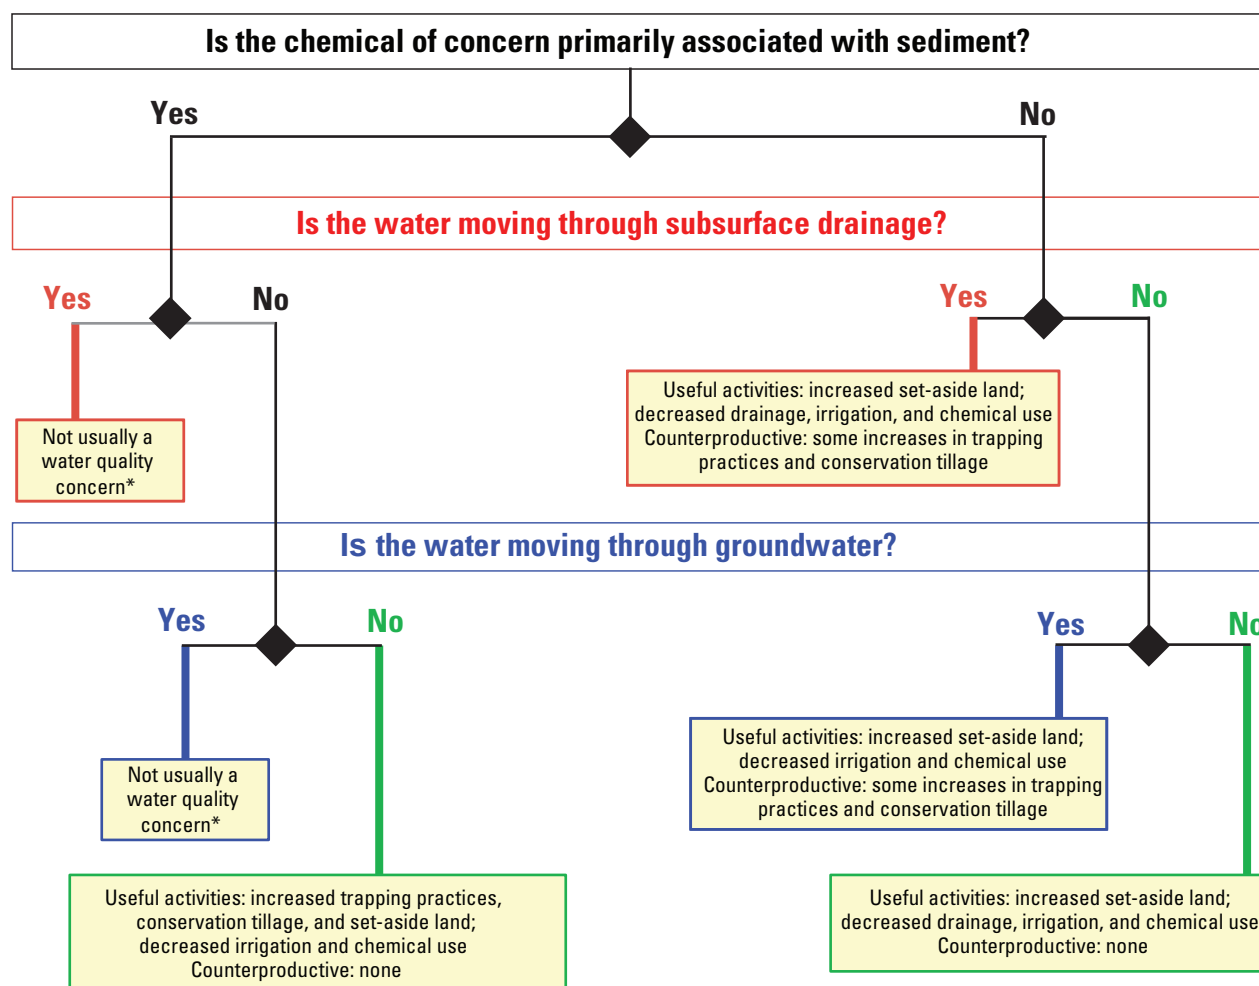 Is the chemical of concern primarily associated with sediment?
Yes
No
Is the water moving through subsurface drainage?
Yes
No
Yes
No
Not usually a
water quality
concern*
Useful activities: increased set-aside land;
decreased drainage, irrigation, and chemical use
Counterproductive: some increases in trapping
practices and conservation tillage
Is the water moving through groundwater?
Yes
No
Yes
No
Not usually a
water quality
concern*
Useful activities: increased set-aside land;
decreased irrigation and chemical use
Counterproductive: some increases in trapping
practices and conservation tillage
Useful activities: increased trapping practices,
conservation tillage, and set-aside land;
decreased irrigation and chemical use
Counterproductive: none
Useful activities: increased set-aside land;
decreased drainage, irrigation, and chemical use
Counterproductive: none